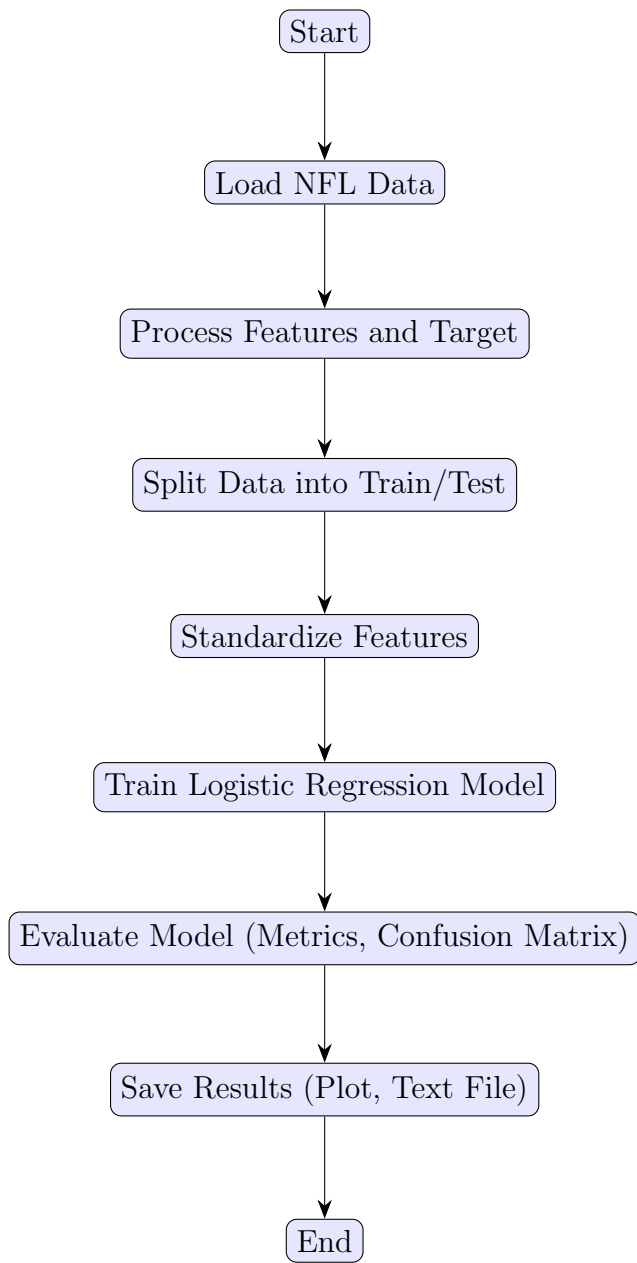 Start
Load NFL Data
Process Features and Target
Split Data into Train/Test
Standardize Features
Train Logistic Regression Model
Evaluate Model (Metrics, Confusion Matrix)
Save Results (Plot, Text File)
End